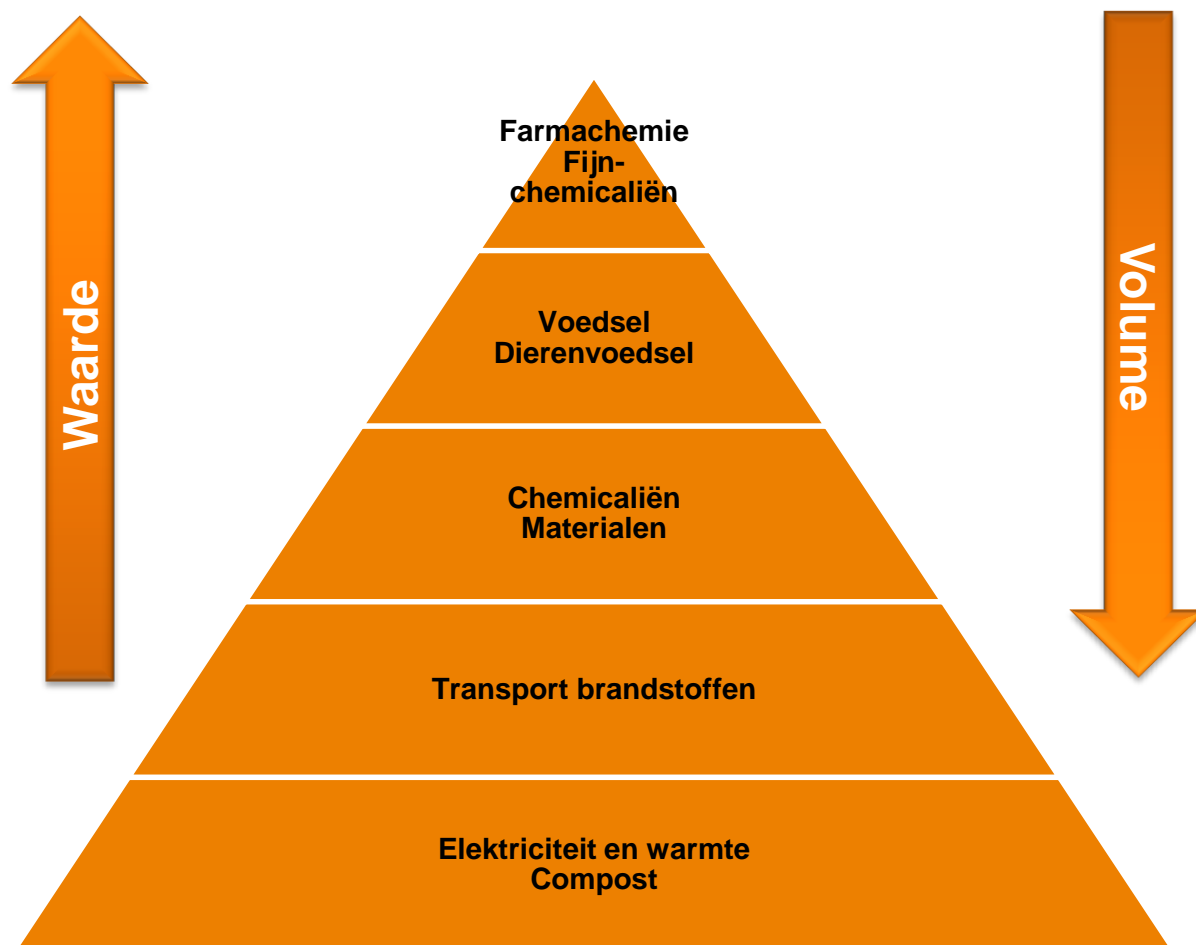 Waarde
Farmachemie
Fijn-
chemicaliën
Voedsel
Dierenvoedsel
Chemicaliën
Materialen
Transport brandstoffen
Elektriciteit en warmte
Compost
Volume